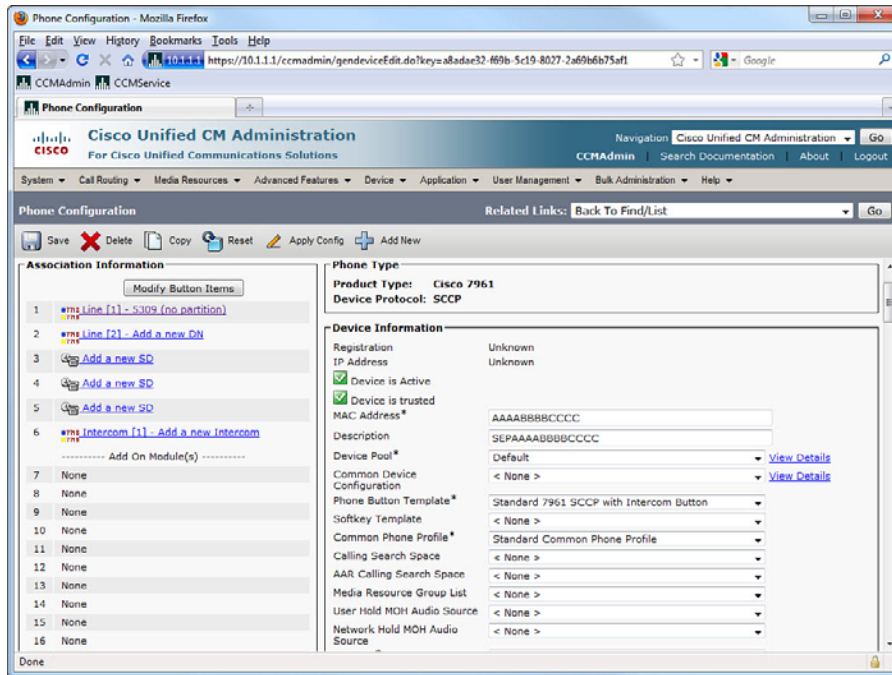 Phone Configuration - Mozilla Firefox
File Edit View History Bookmarks Tools Help
10.1.1.1 https://10.1.1.1/ccmadmin/gendeviceEdit.do?key=a8adae32-f69b-5c19-8027-2a69b6b75af1 Google
CCMAdmin CCMService
Phone Configuration
CISCO
Cisco Unified CM Administration
For Cisco Unified Communications Solutions
Navigation Cisco Unified CM Administration Go
CCMAdmin | Search Documentation | About | Logout
System Call Routing Media Resources Advanced Features Device Application User Management Bulk Administration Help
Phone Configuration
Related Links: Back To Find/List Go
Save Delete Copy Reset Apply Config Add New
Association Information
Modify Button Items
1 Line [1] - 5309 (no partition)
2 Line [2] - Add a new DN
3 Add a new SD
4 Add a new SD
5 Add a new SD
6 Intercom [1] - Add a new Intercom
---------- Add On Module(s) ----------
7 None
8 None
9 None
10 None
11 None
12 None
13 None
14 None
15 None
16 None
Phone Type
Product Type: Cisco 7961
Device Protocol: SCCP
Device Information
Registration Unknown
IP Address Unknown
Device is Active
Device is trusted
MAC Address* AAAABBBBCCCC
Description SEPAAAABBBBCCCC
Device Pool* Default View Details
Common Device Configuration < None > View Details
Phone Button Template* Standard 7961 SCCP with Intercom Button
Softkey Template < None >
Common Phone Profile* Standard Common Phone Profile
Calling Search Space < None >
AAR Calling Search Space < None >
Media Resource Group List < None >
User Hold MOH Audio Source < None >
Network Hold MOH Audio Source < None >
Done